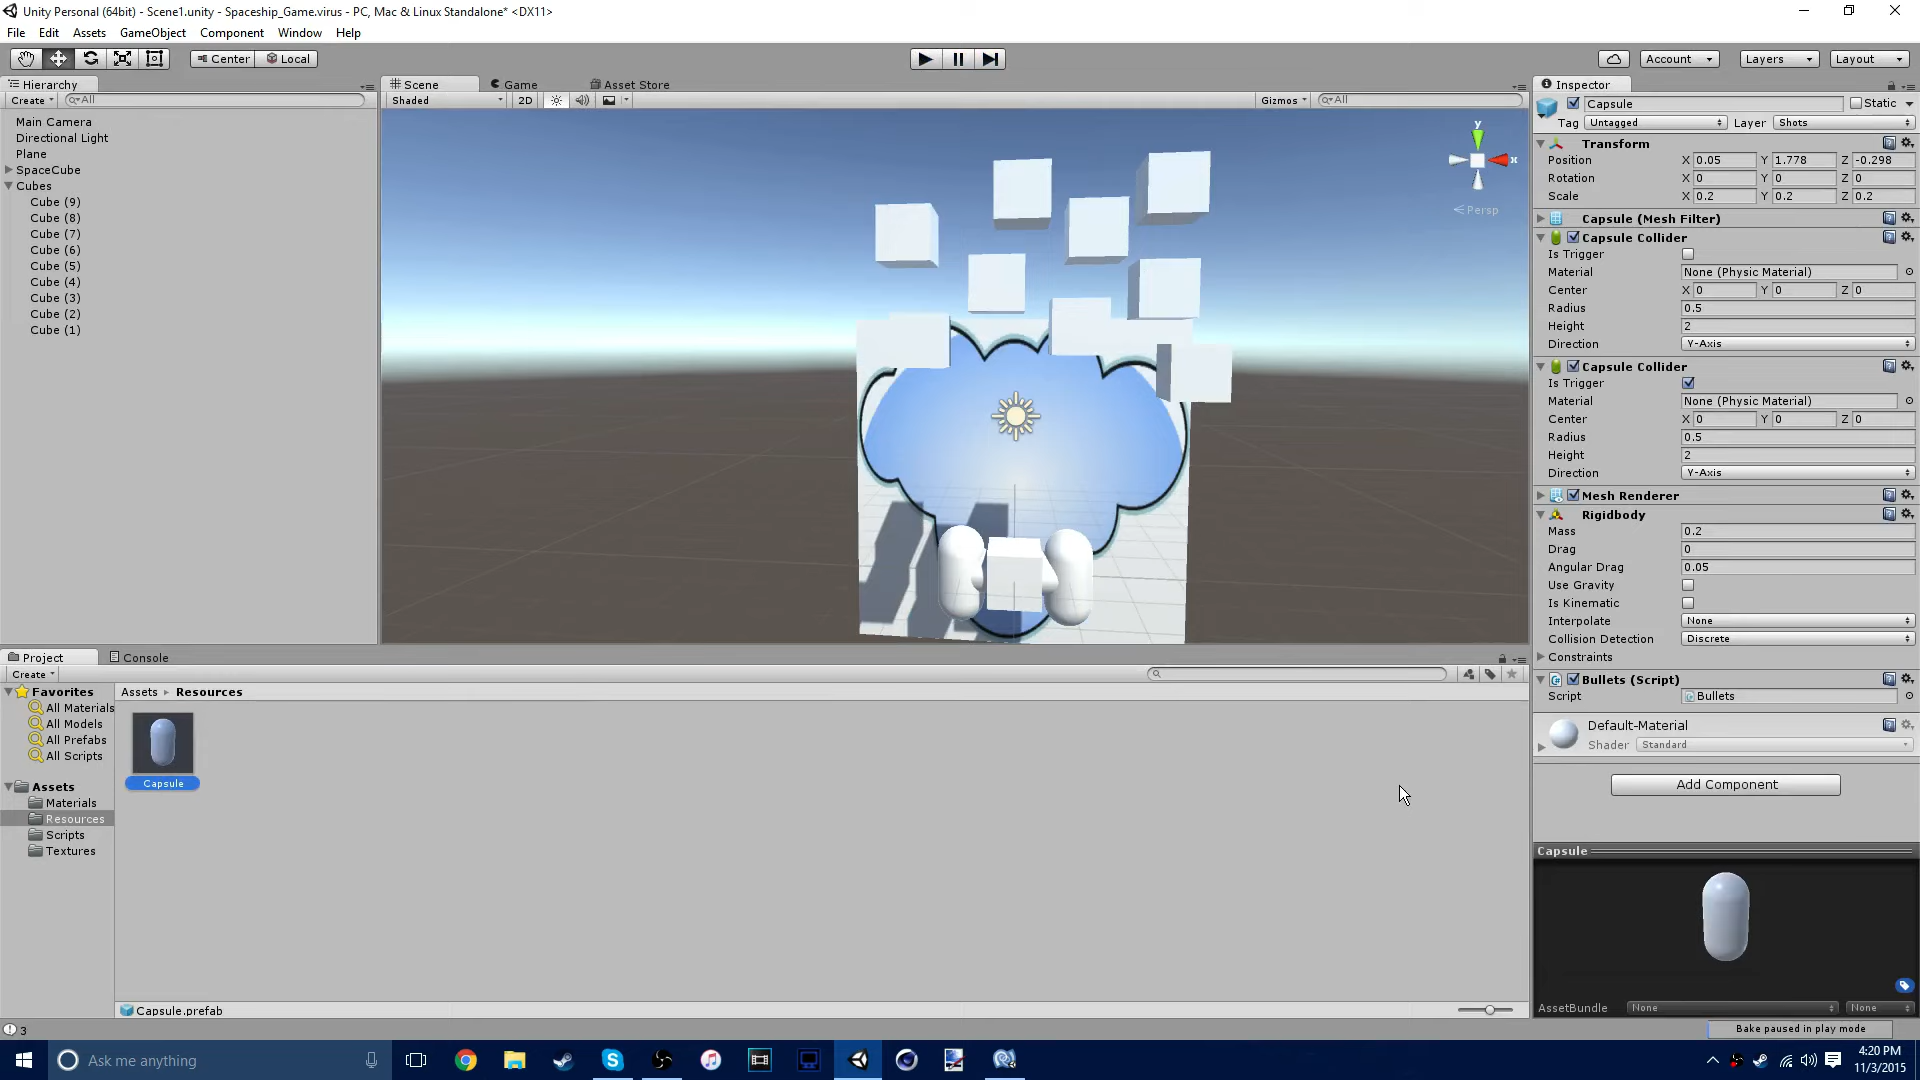 Unity Personal (64bit) - Scene1.unity - Spaceship_Game.virus - PC, Mac & Linux Standalone* <DX11>
File Edit Assets GameObject Component Window Help
Center Local Account Layers Layout
Hierarchy
Create All
Main Camera
Directional Light
Plane
SpaceCube
Cubes
Cube (9)
Cube (8)
Cube (7)
Cube (6)
Cube (5)
Cube (4)
Cube (3)
Cube (2)
Cube (1)
Scene Game Asset Store
Shaded 2D Gizmos All
y
x
Persp
Inspector
Capsule Static
Tag Untagged Layer Shots
Transform
Position X 0.05 Y 1.778 Z -0.298
Rotation X 0 Y 0 Z 0
Scale X 0.2 Y 0.2 Z 0.2
Capsule (Mesh Filter)
Capsule Collider
Is Trigger
Material None (Physic Material)
Center X 0 Y 0 Z 0
Radius 0.5
Height 2
Direction Y-Axis
Capsule Collider
Is Trigger
Material None (Physic Material)
Center X 0 Y 0 Z 0
Radius 0.5
Height 2
Direction Y-Axis
Mesh Renderer
Rigidbody
Mass 0.2
Drag 0
Angular Drag 0.05
Use Gravity
Is Kinematic
Interpolate None
Collision Detection Discrete
Constraints
Bullets (Script)
Script Bullets
Default-Material
Shader Standard
Add Component
Capsule
AssetBundle None None
Project Console
Create
Favorites
All Materials
All Models
All Prefabs
All Scripts
Assets
Materials
Resources
Scripts
Textures
Assets Resources
Capsule
Capsule.prefab
3
Bake paused in play mode
Ask me anything
4:20 PM
11/3/2015